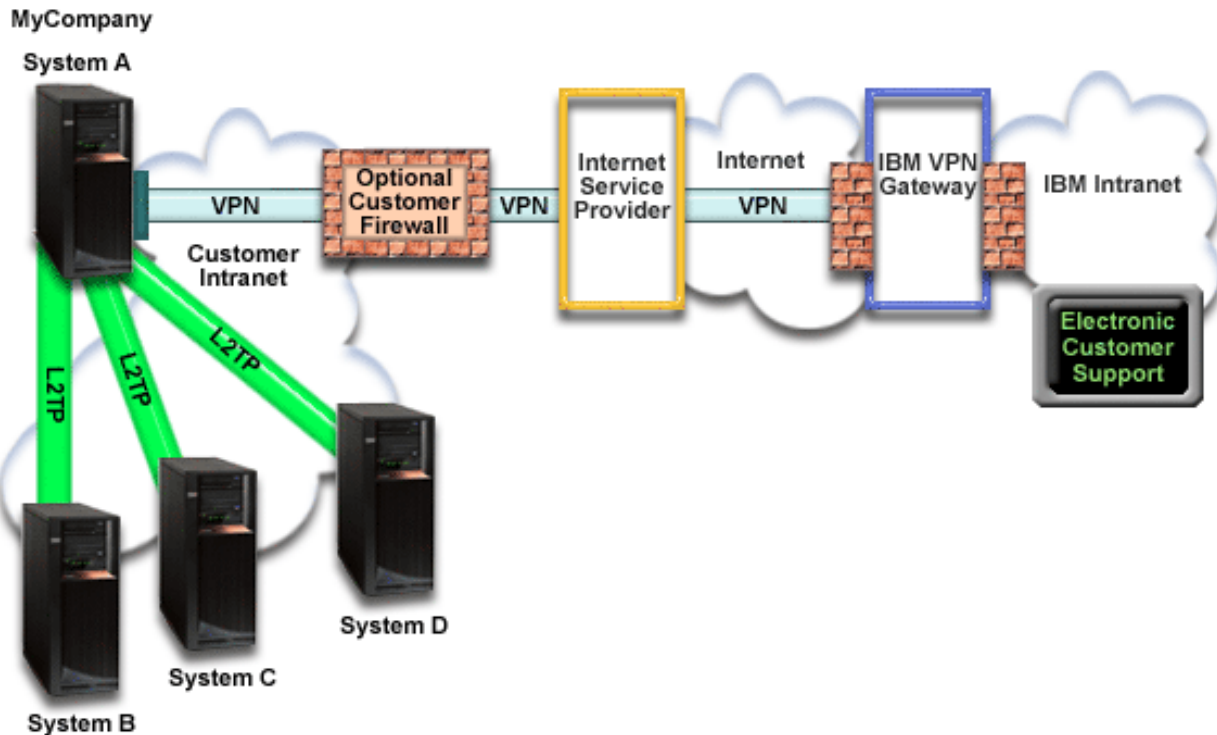 MyCompany
System A
VPN
Customer
Intranet
Optional
Customer
Firewall
VPN
Internet
Service
Provider
Internet
VPN
IBM VPN
Gateway
IBM Intranet
Electronic
Customer
Support
L2TP
L2TP
L2TP
System D
System C
System B